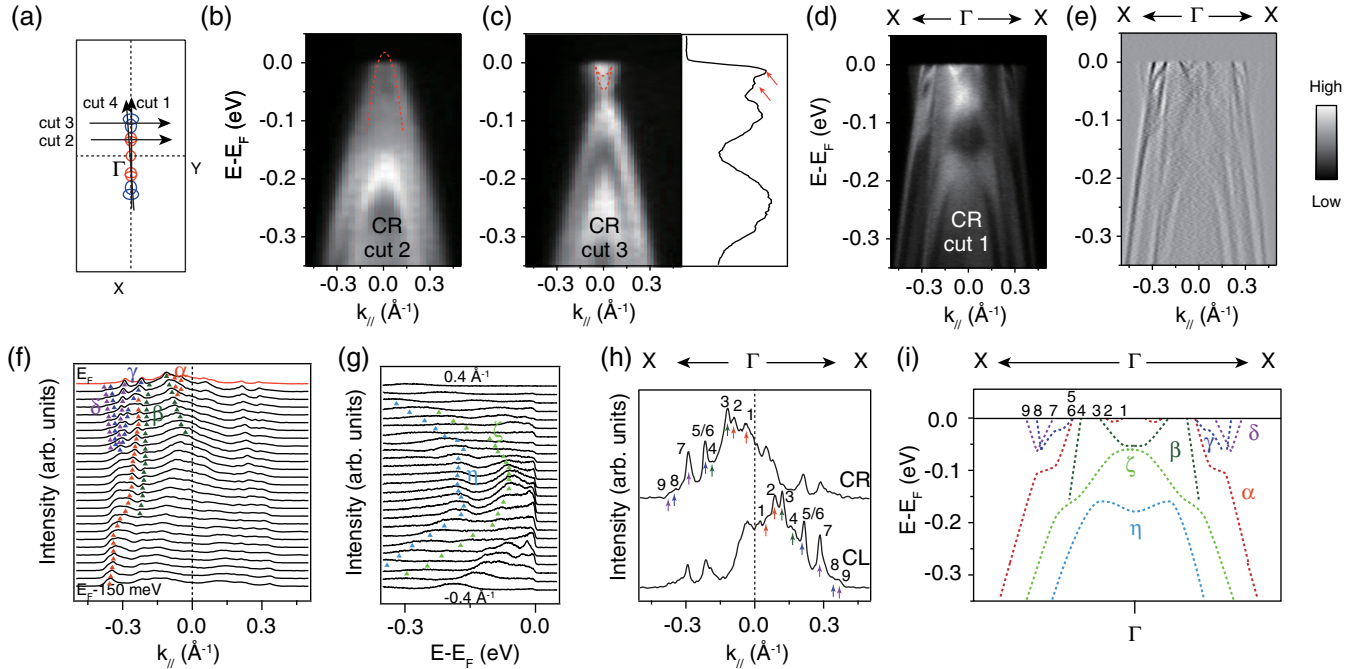 (a)
cut 4
cut 1
cut 3
cut 2
Γ
Y
X
(b)
E-E_F (eV)
0.0
-0.1
-0.2
-0.3
CR
cut 2
-0.3 0.0 0.3
k_// (Å⁻¹)
(c)
0.0
-0.1
-0.2
-0.3
CR
cut 3
-0.3 0.0 0.3
k_// (Å⁻¹)
(d)
X ← Γ → X
E-E_F (eV)
0.0
-0.1
-0.2
-0.3
CR
cut 1
-0.3 0.0 0.3
k_// (Å⁻¹)
(e)
X ← Γ → X
0.0
-0.1
-0.2
-0.3
-0.3 0.0 0.3
k_// (Å⁻¹)
High
Low
(f)
Intensity (arb. units)
E_F
γ α
δ
β
E_F-150 meV
-0.3 0.0 0.3
k_// (Å⁻¹)
(g)
Intensity (arb. units)
0.4 Å⁻¹
ζ
η
-0.4 Å⁻¹
-0.3 0.0
E-E_F (eV)
(h)
X ← Γ → X
Intensity (arb. units)
3
2
1
5/6
4
7
8
9
CR
2
3
1
5/6
4
7
CL
8
9
-0.3 0.0 0.3
k_// (Å⁻¹)
(i)
X ← Γ → X
E-E_F (eV)
5
9 8 7 6 4 3 2 1
0.0
-0.1
-0.2
-0.3
δ
γ
β
ζ
α
η
Γ